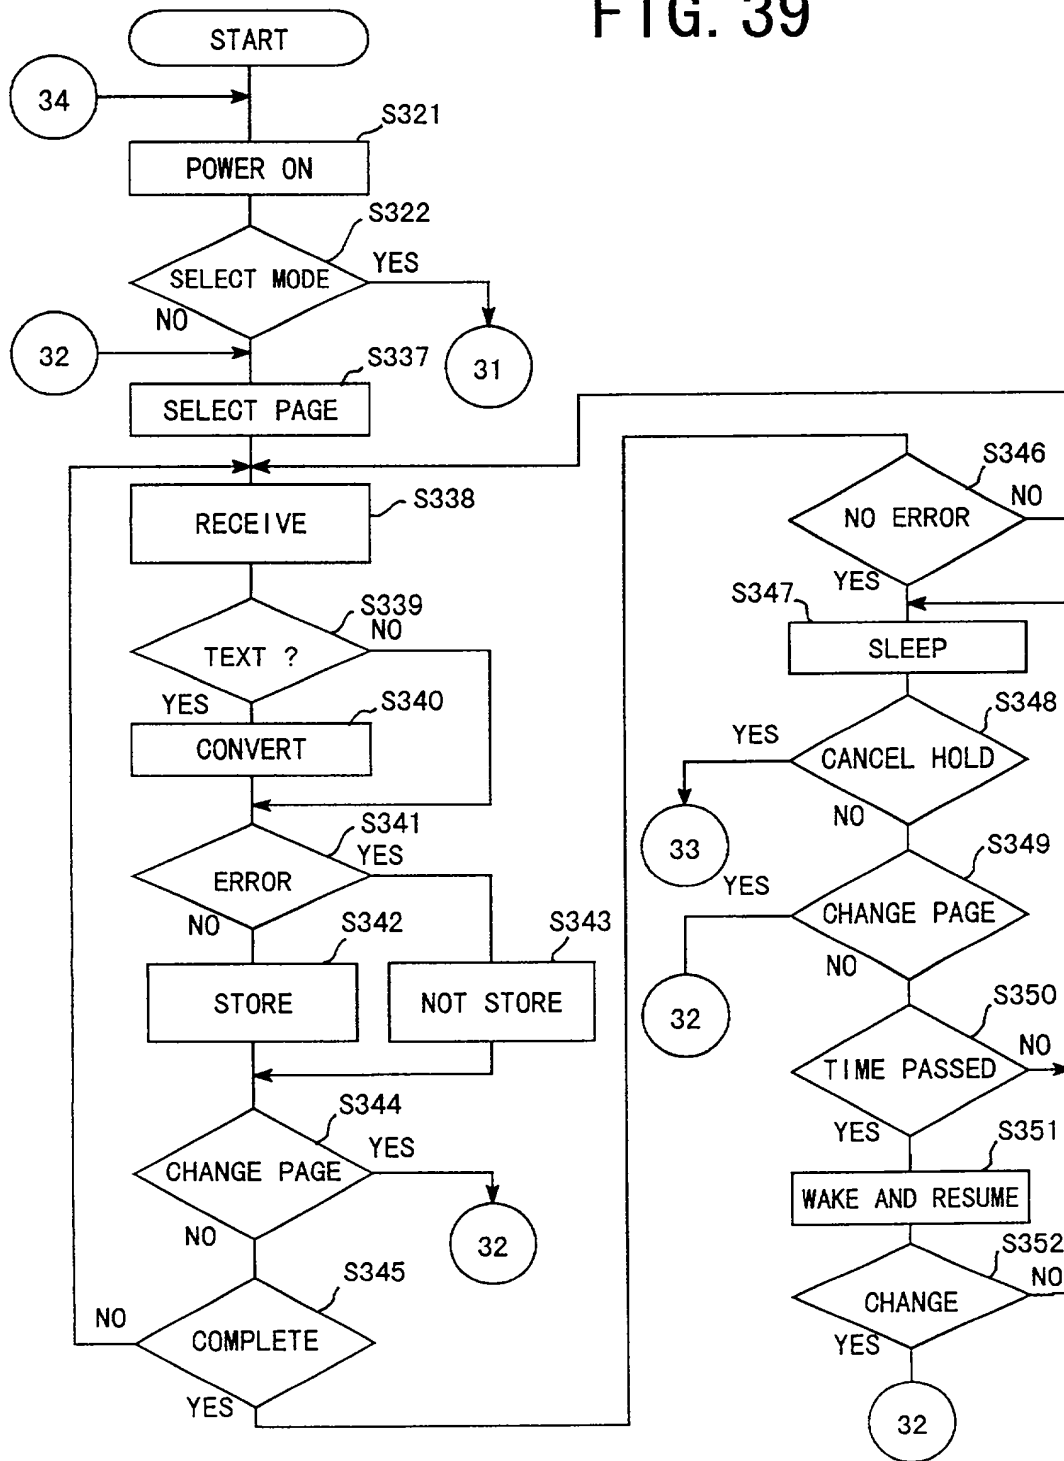 FIG. 39
START
34
S321
POWER ON
S322
SELECT MODE
YES
NO
31
32
S337
SELECT PAGE
S338
RECEIVE
S339
TEXT ?
NO
YES
S340
CONVERT
S341
ERROR
YES
NO
S342
STORE
S343
NOT STORE
S344
CHANGE PAGE
YES
NO
32
S345
COMPLETE
NO
YES
S346
NO ERROR
NO
YES
S347
SLEEP
S348
CANCEL HOLD
YES
NO
33
S349
CHANGE PAGE
YES
NO
32
S350
TIME PASSED
NO
YES
S351
WAKE AND RESUME
S352
CHANGE
NO
YES
32